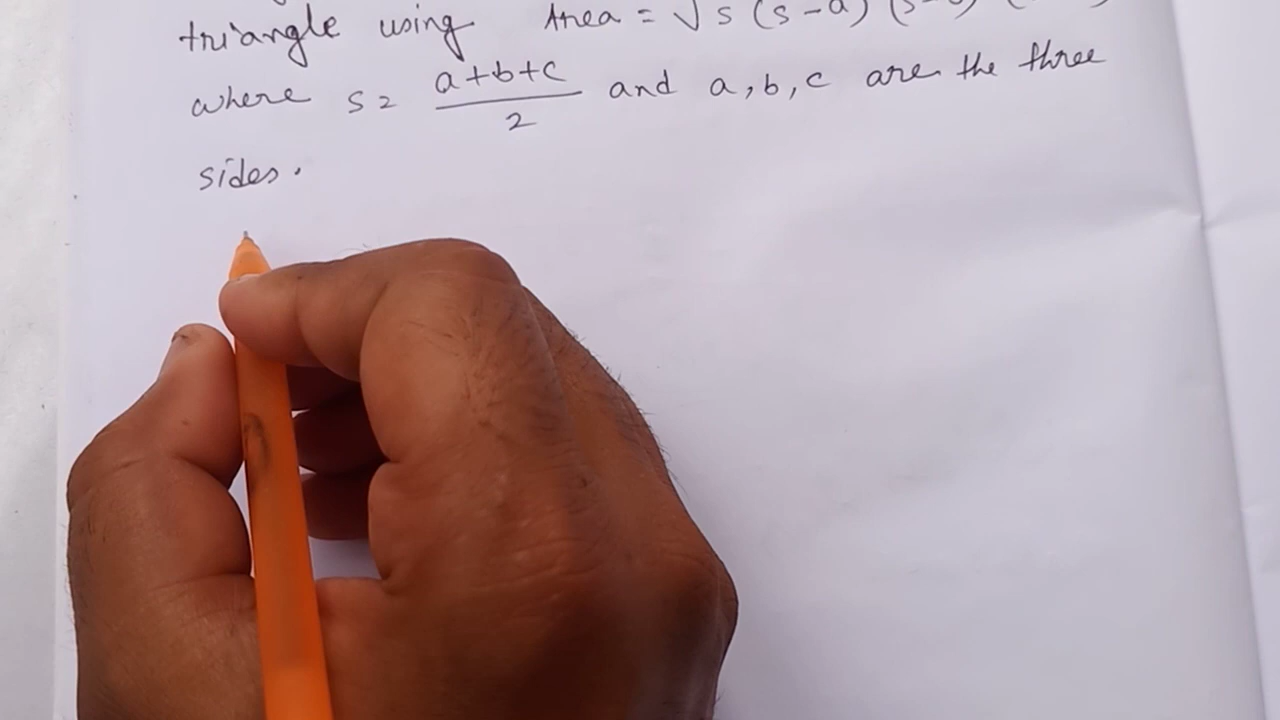 triangle using Area = √s (s-a) (s-b)
where s = a+b+c/2 and a, b, c are the three
sides.